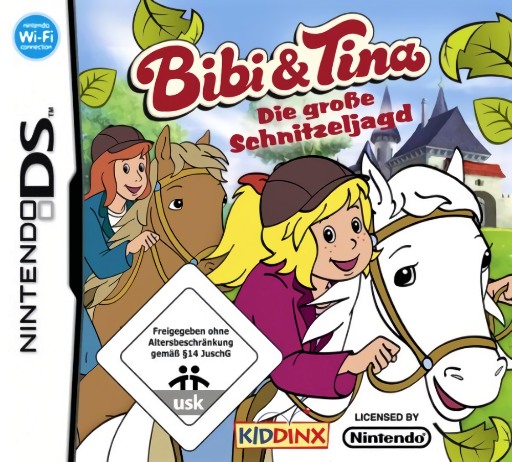 nintendo
Wi-Fi
connection
NINTENDO DS™
Bibi & Tina
Die große
Schnitzeljagd
Freigegeben ohne
Altersbeschränkung
gemäß §14 JuschG
usk
KIDDINX
LICENSED BY
Nintendo